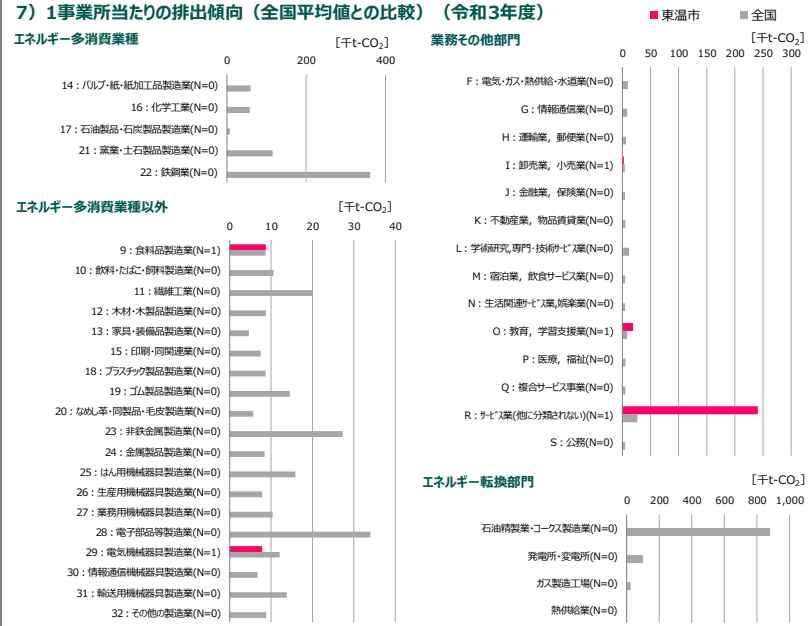 7）1事業所当たりの排出傾向（全国平均値との比較）（令和3年度）
東温市 全国
エネルギー多消費業種
[千t-CO₂]
0 200 400
14：パルプ・紙・紙加工品製造業(N=0)
16：化学工業(N=0)
17：石油製品・石炭製品製造業(N=0)
21：窯業・土石製品製造業(N=0)
22：鉄鋼業(N=0)
エネルギー多消費業種以外
[千t-CO₂]
0 10 20 30 40
9：食料品製造業(N=1)
10：飲料・たばこ・飼料製造業(N=0)
11：繊維工業(N=0)
12：木材・木製品製造業(N=0)
13：家具・装備品製造業(N=0)
15：印刷・同関連業(N=0)
18：プラスチック製品製造業(N=0)
19：ゴム製品製造業(N=0)
20：なめし革・同製品・毛皮製造業(N=0)
23：非鉄金属製造業(N=0)
24：金属製品製造業(N=0)
25：はん用機械器具製造業(N=0)
26：生産用機械器具製造業(N=0)
27：業務用機械器具製造業(N=0)
28：電子部品等製造業(N=0)
29：電気機械器具製造業(N=1)
30：情報通信機械器具製造業(N=0)
31：輸送用機械器具製造業(N=0)
32：その他の製造業(N=0)
業務その他部門
[千t-CO₂]
0 50 100 150 200 250 300
F：電気・ガス・熱供給・水道業(N=0)
G：情報通信業(N=0)
H：運輸業，郵便業(N=0)
I：卸売業，小売業(N=1)
J：金融業，保険業(N=0)
K：不動産業，物品賃貸業(N=0)
L：学術研究,専門・技術サービス業(N=0)
M：宿泊業，飲食サービス業(N=0)
N：生活関連サービス業,娯楽業(N=0)
O：教育，学習支援業(N=1)
P：医療，福祉(N=0)
Q：複合サービス事業(N=0)
R：サービス業(他に分類されない)(N=1)
S：公務(N=0)
エネルギー転換部門
[千t-CO₂]
0 200 400 600 800 1,000
石油精製業・コークス製造業(N=0)
発電所・変電所(N=0)
ガス製造工場(N=0)
熱供給業(N=0)